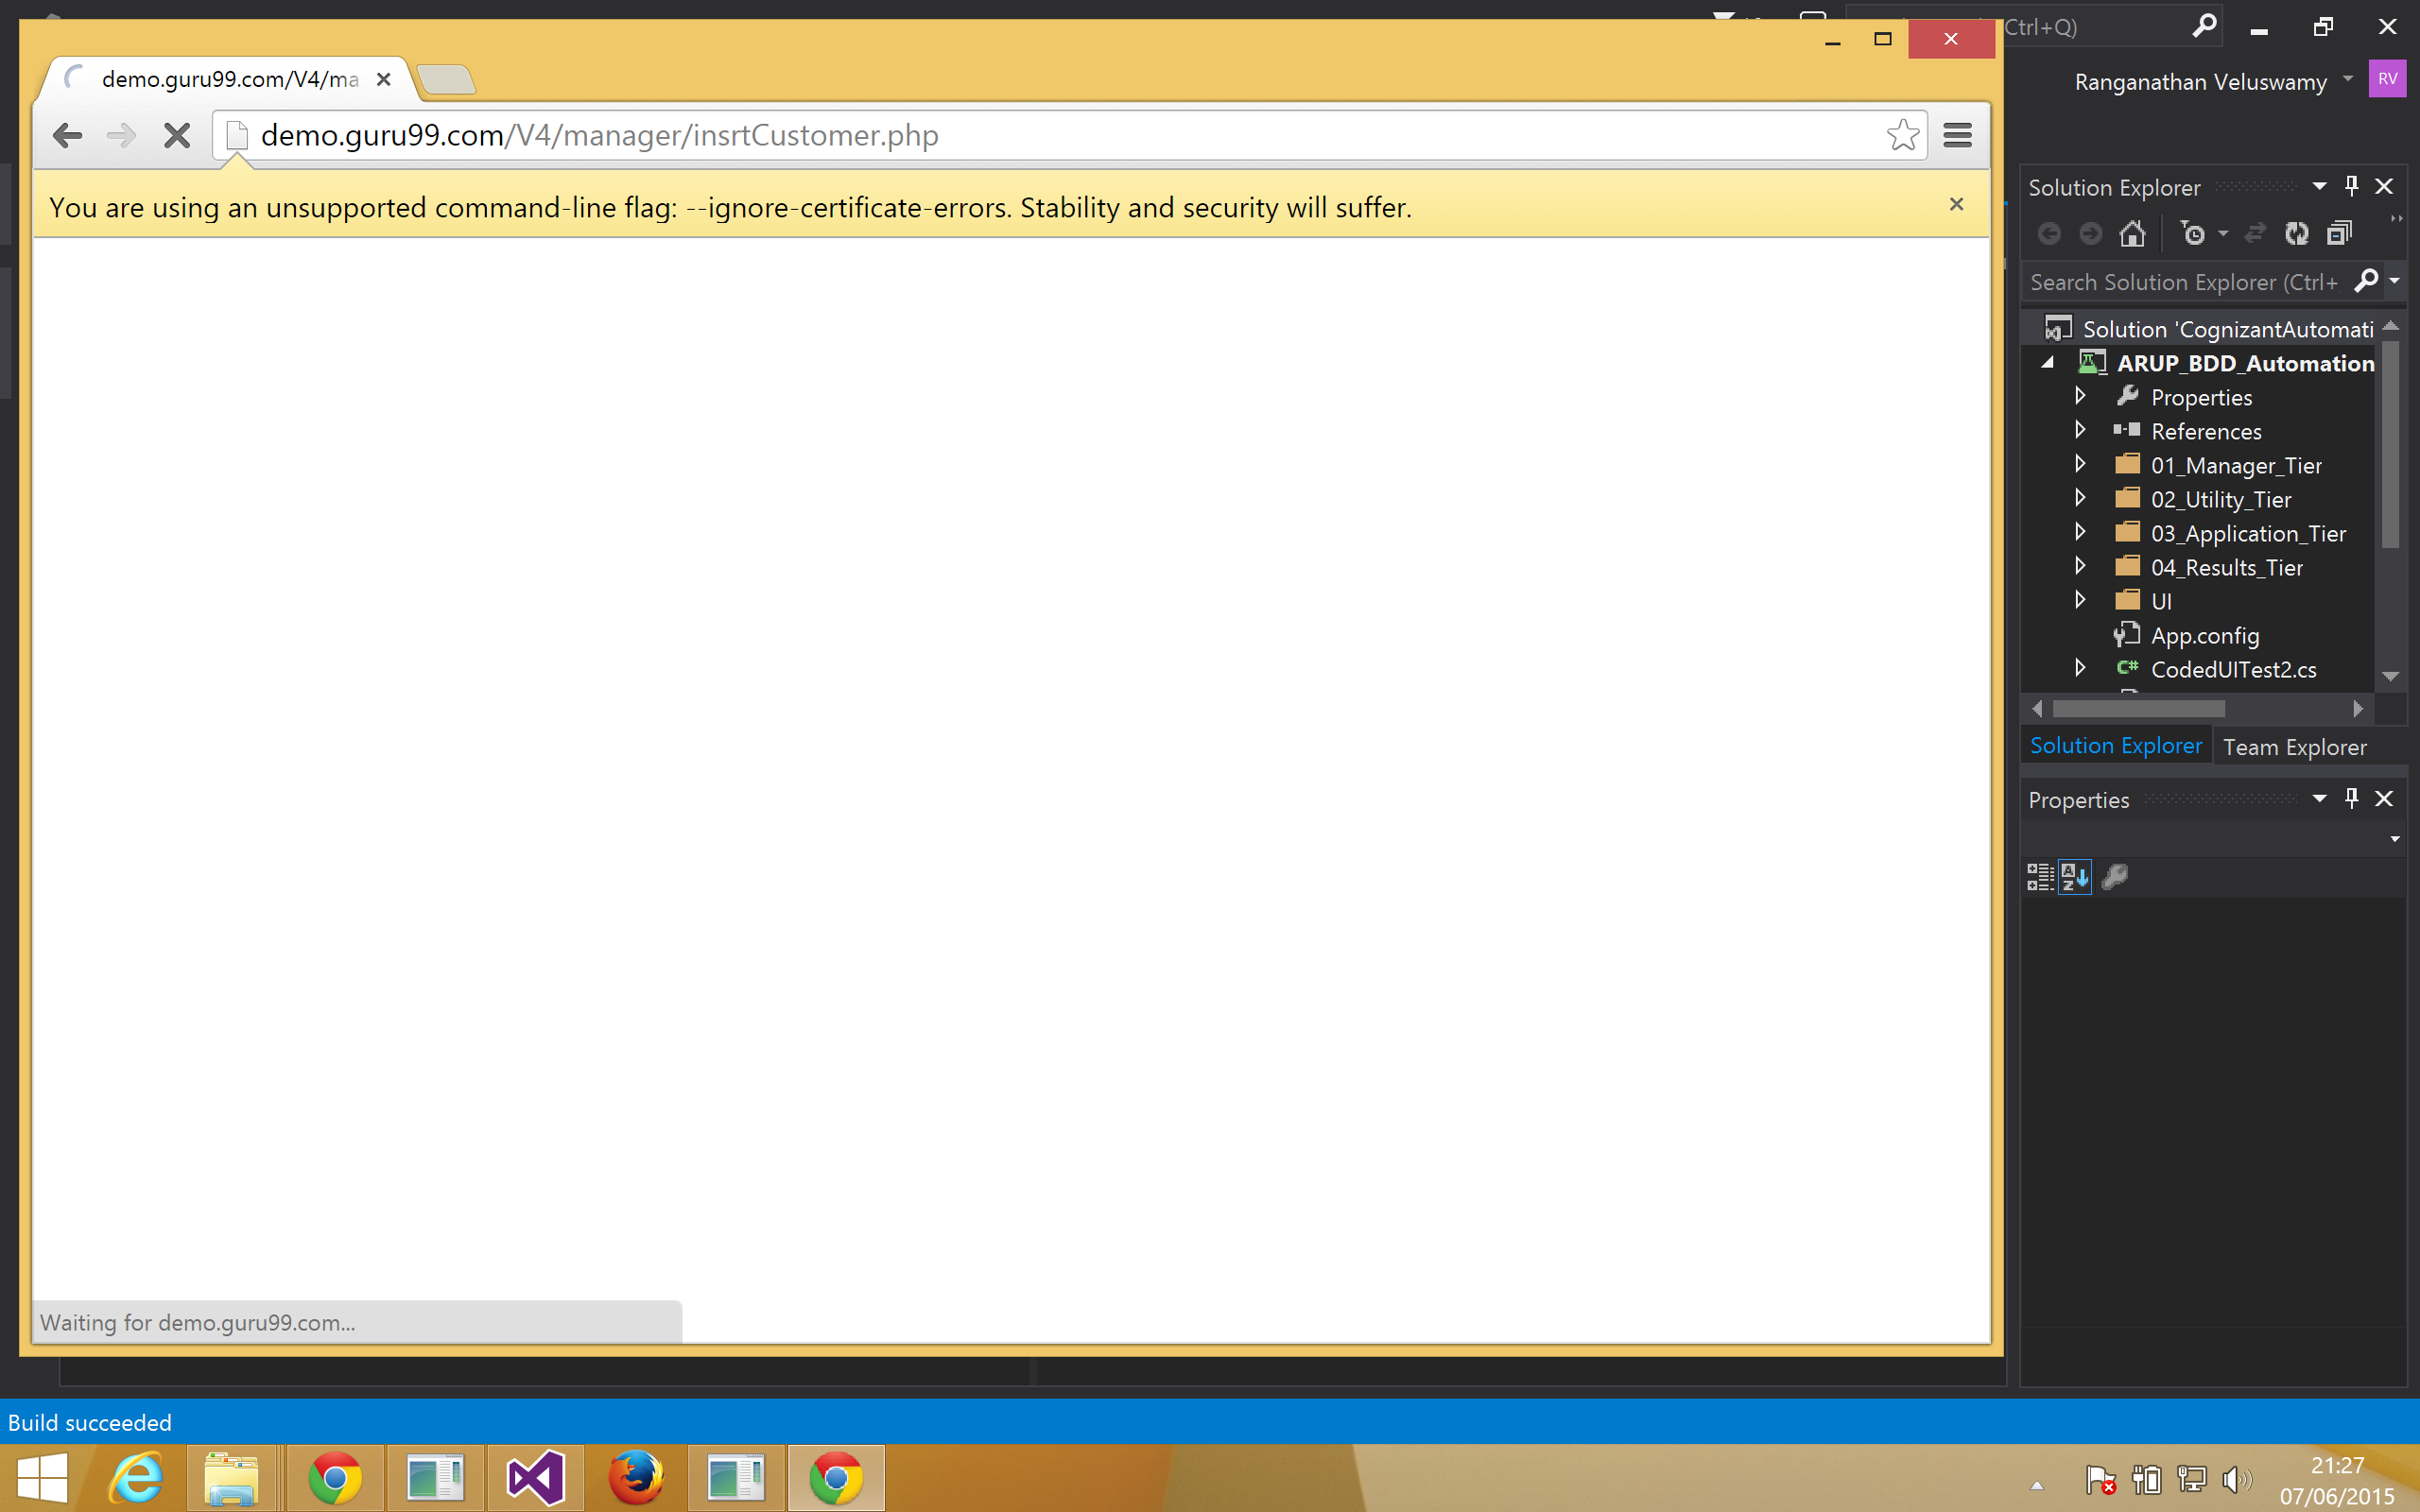 Ctrl+Q)
Ranganathan Veluswamy
RV
demo.guru99.com/V4/ma
demo.guru99.com/V4/manager/insrtCustomer.php
You are using an unsupported command-line flag: --ignore-certificate-errors. Stability and security will suffer.
Waiting for demo.guru99.com...
Solution Explorer
Search Solution Explorer (Ctrl+
Solution 'CognizantAutomati
ARUP_BDD_Automation
Properties
References
01_Manager_Tier
02_Utility_Tier
03_Application_Tier
04_Results_Tier
UI
App.config
C# CodedUITest2.cs
Solution Explorer Team Explorer
Properties
Build succeeded
21:27
07/06/2015